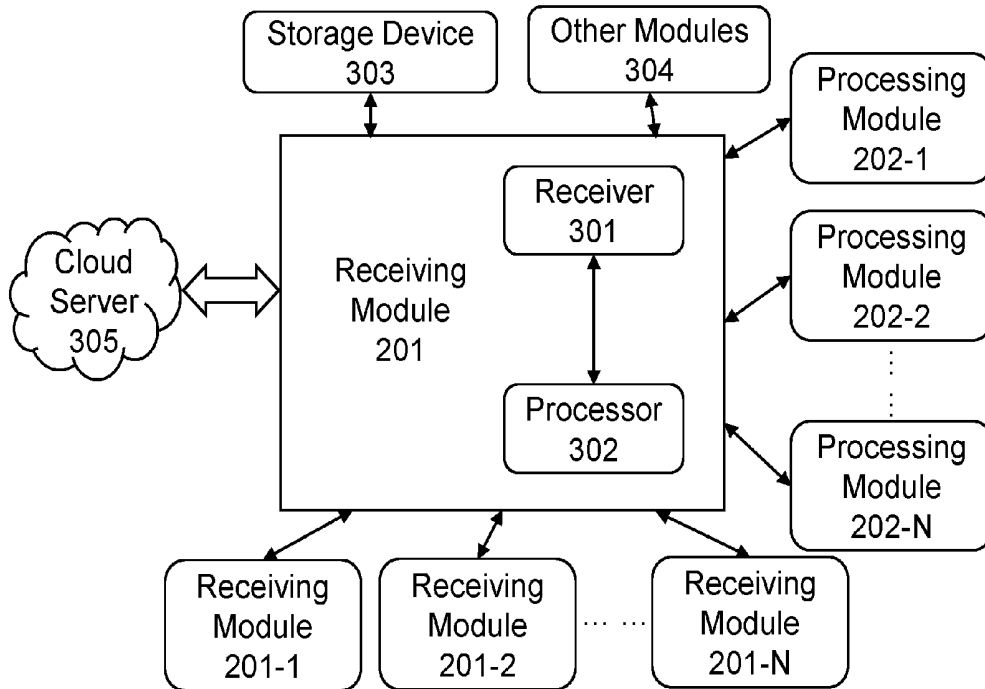 Storage Device
303
Other Modules
304
Processing
Module
202-1
Receiver
301
Cloud
Server
305
Receiving
Module
201
Processing
Module
202-2
Processor
302
Processing
Module
202-N
Receiving
Module
201-1
Receiving
Module
201-2
Receiving
Module
201-N